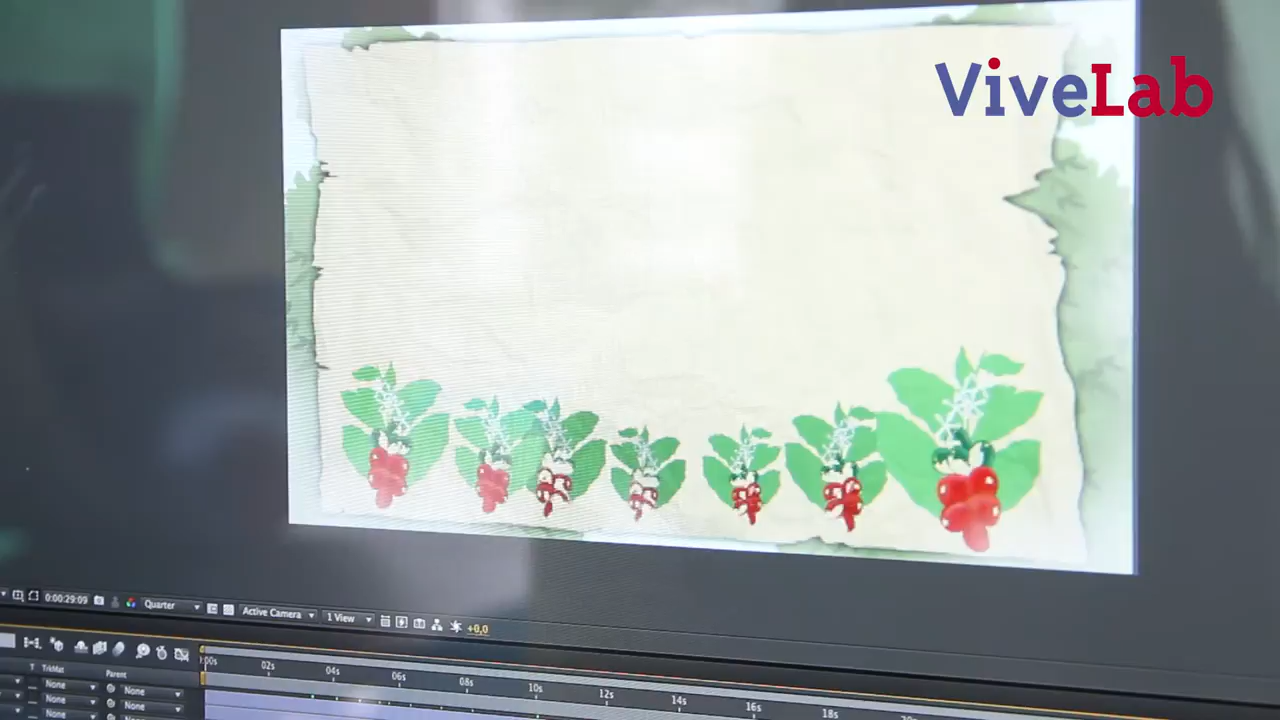 ViveLab
0:00:29:09 Quarter Active Camera 1 View +0,0
:00s 02s 04s 06s 08s 10s 12s 14s 16s 18s
T TrkMat Parent
None None
None None
None